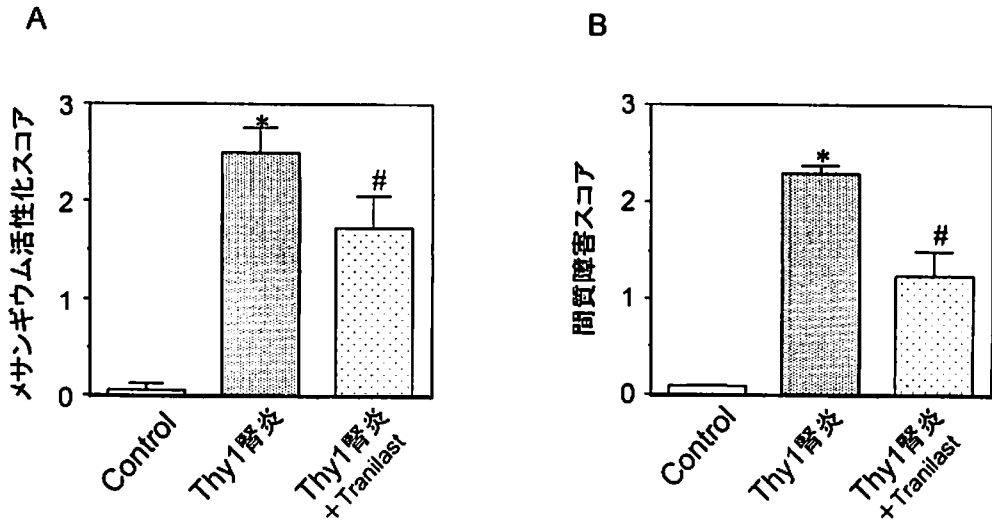 A
メサンギウム活性化スコア
3
2
1
0
*
#
Control
Thy1腎炎
Thy1腎炎
+Tranilast
B
間質障害スコア
3
2
1
0
*
#
Control
Thy1腎炎
Thy1腎炎
+Tranilast